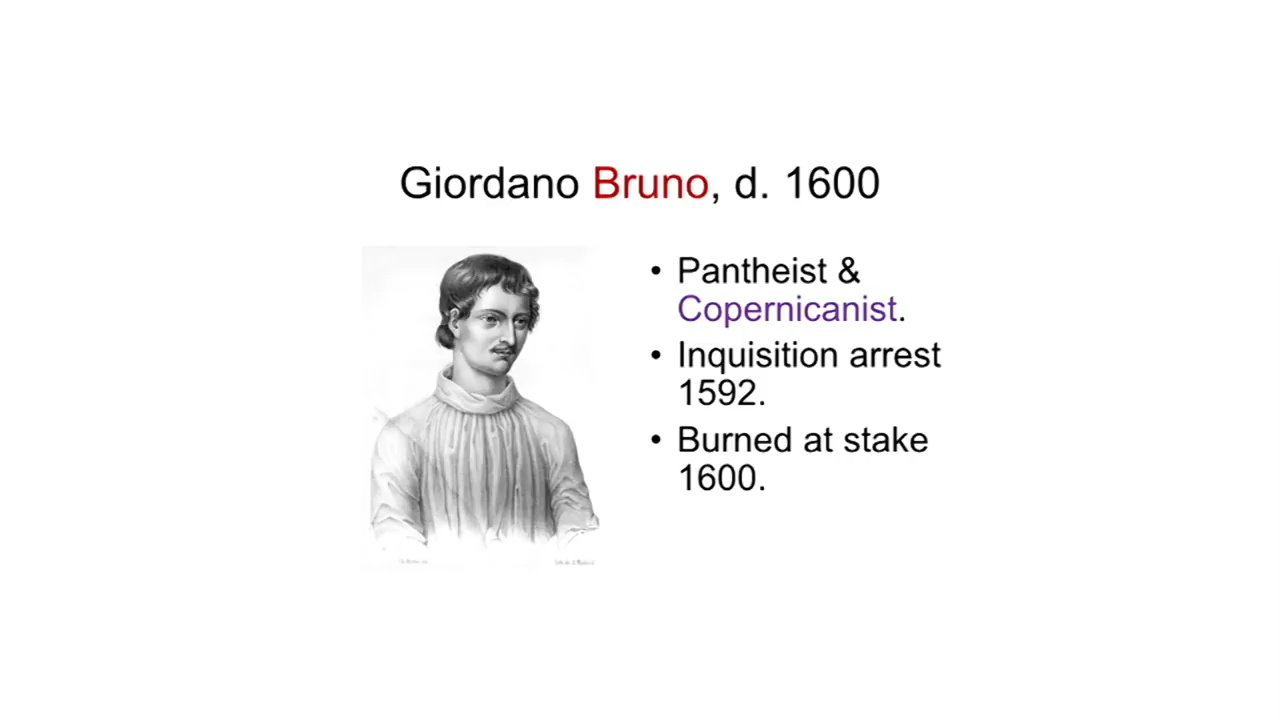 Giordano Bruno, d. 1600
• Pantheist &
Copernicanist.
• Inquisition arrest
1592.
• Burned at stake
1600.